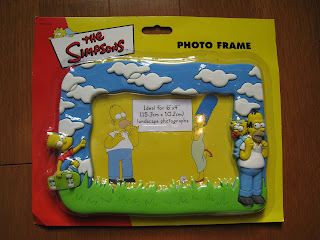 THE
SIMPSONS
PHOTO FRAME
Ideal for 6"x4"
(15.3cm x 10.2cm)
landscape photographs